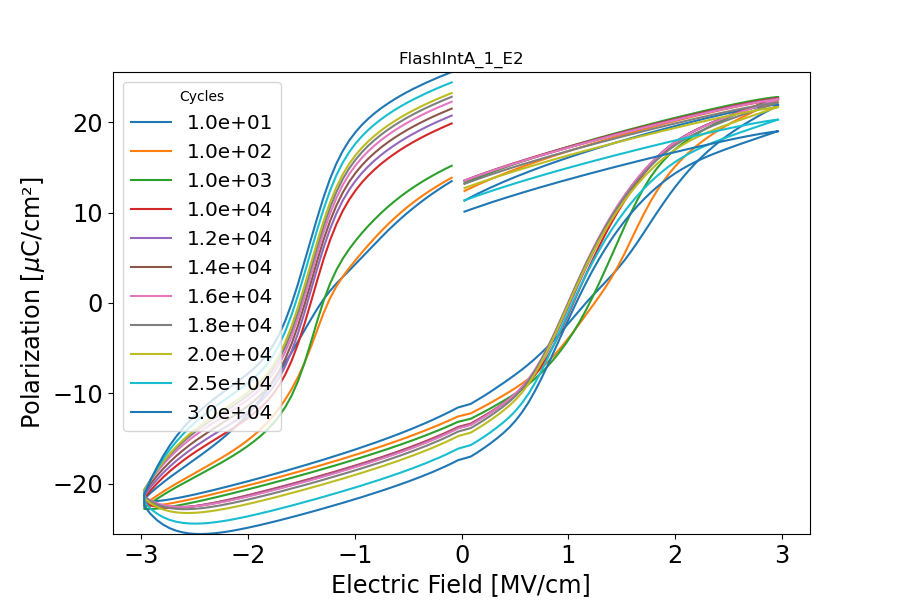 FlashIntA_1_E2
Cycles
1.0e+01
1.0e+02
1.0e+03
1.0e+04
1.2e+04
1.4e+04
1.6e+04
1.8e+04
2.0e+04
2.5e+04
3.0e+04
Polarization [μC/cm²]
20
10
0
−10
−20
−3
−2
−1
0
1
2
3
Electric Field [MV/cm]